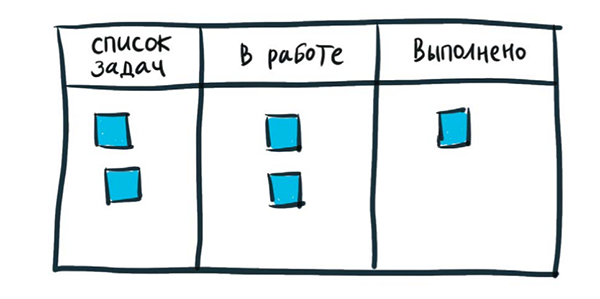 список
задач
В работе
Выполнено